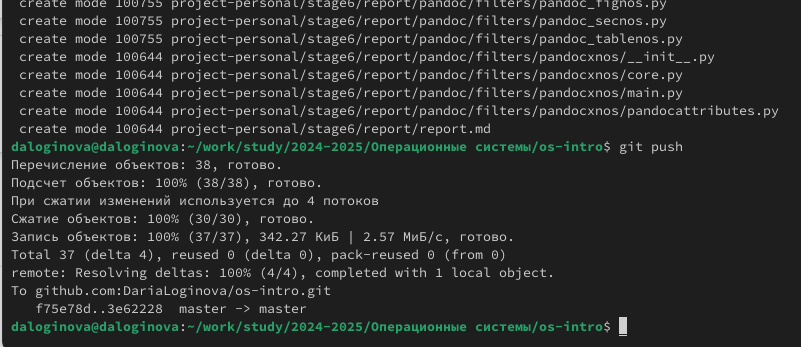 create mode 100755 project-personal/stage6/report/pandoc/filters/pandoc_fignos.py
create mode 100755 project-personal/stage6/report/pandoc/filters/pandoc_secnos.py
create mode 100755 project-personal/stage6/report/pandoc/filters/pandoc_tablenos.py
create mode 100644 project-personal/stage6/report/pandoc/filters/pandocxnos/__init__.py
create mode 100644 project-personal/stage6/report/pandoc/filters/pandocxnos/core.py
create mode 100644 project-personal/stage6/report/pandoc/filters/pandocxnos/main.py
create mode 100644 project-personal/stage6/report/pandoc/filters/pandocxnos/pandocattributes.py
create mode 100644 project-personal/stage6/report/report.md
daloginova@daloginova:~/work/study/2024-2025/Операционные системы/os-intro$ git push
Перечисление объектов: 38, готово.
Подсчет объектов: 100% (38/38), готово.
При сжатии изменений используется до 4 потоков
Сжатие объектов: 100% (30/30), готово.
Запись объектов: 100% (37/37), 342.27 КиБ | 2.57 МиБ/с, готово.
Total 37 (delta 4), reused 0 (delta 0), pack-reused 0 (from 0)
remote: Resolving deltas: 100% (4/4), completed with 1 local object.
To github.com:DariaLoginova/os-intro.git
f75e78d..3e62228  master -> master
daloginova@daloginova:~/work/study/2024-2025/Операционные системы/os-intro$